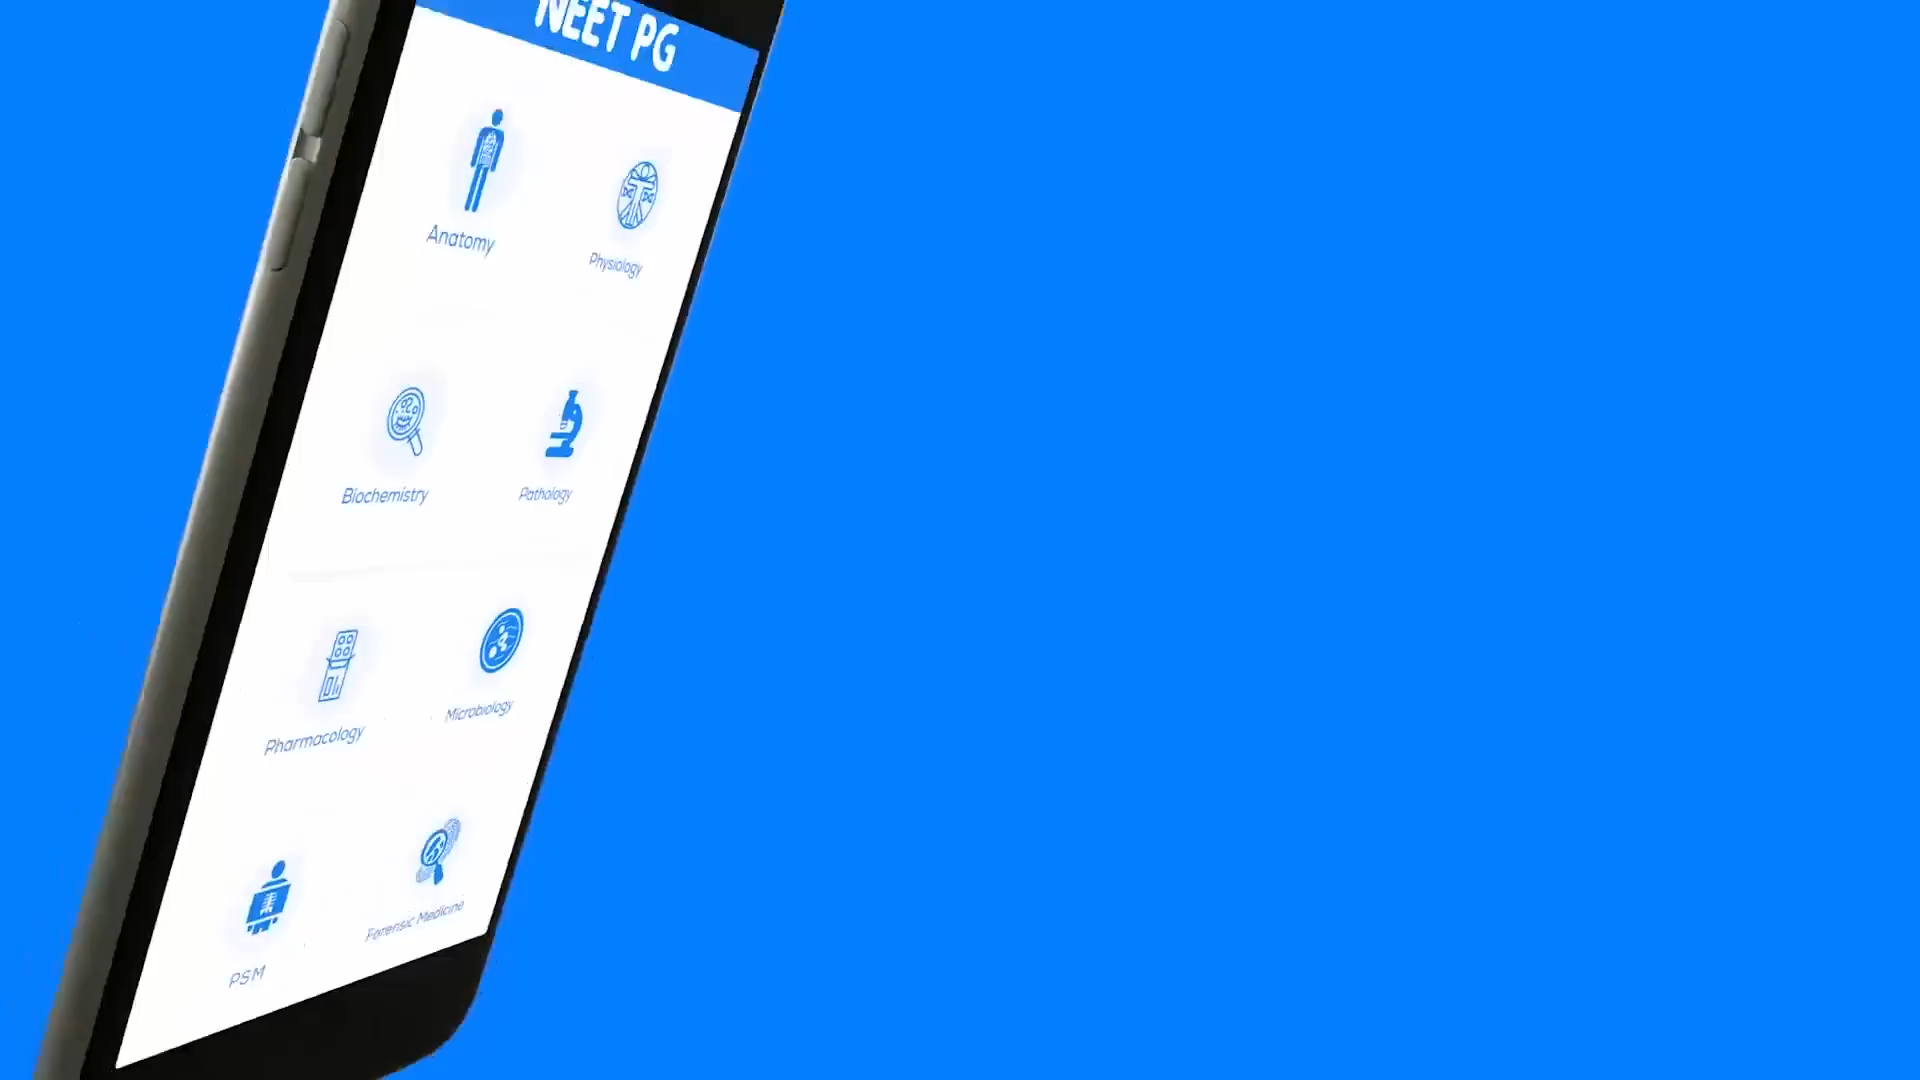 NEET PG
Anatomy
Physiology
Biochemistry
Pathology
Pharmacology
Microbiology
PSM
Forensic Medicine